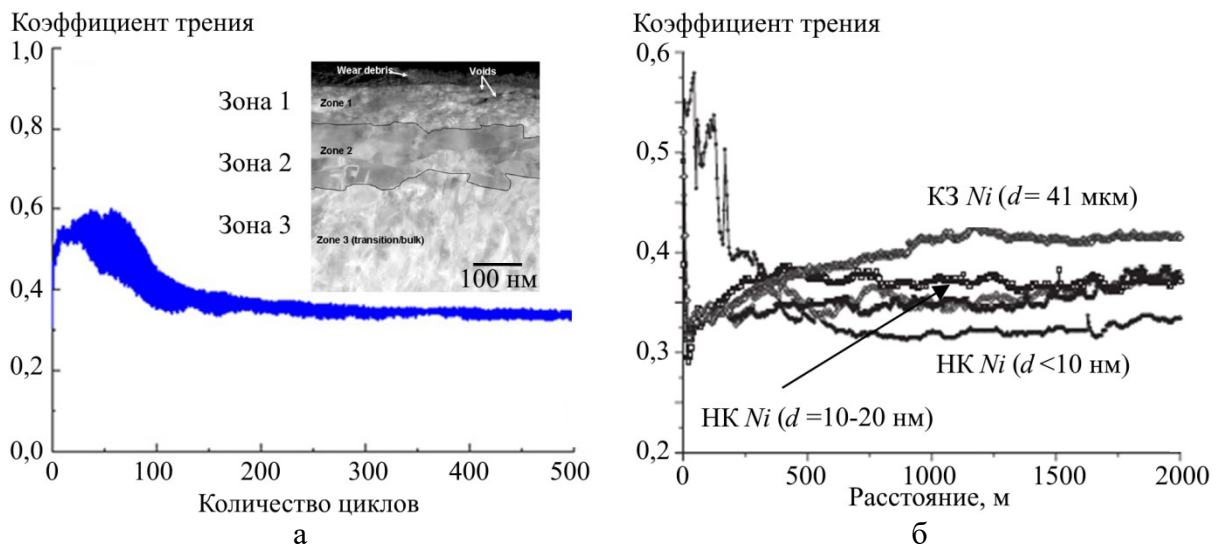 Коэффициент трения
1,0
0,8
0,6
0,4
0,2
0,0
0
100
200
300
400
500
Количество циклов
а
Зона 1
Зона 2
Зона 3
Wear debris
Voids
Zone 1
Zone 2
Zone 3 (transition/bulk)
100 нм
Коэффициент трения
0,6
0,5
0,4
0,3
0,2
КЗ Ni (d= 41 мкм)
НК Ni (d <10 нм)
НК Ni (d =10-20 нм)
0
500
1000
1500
2000
Расстояние, м
б